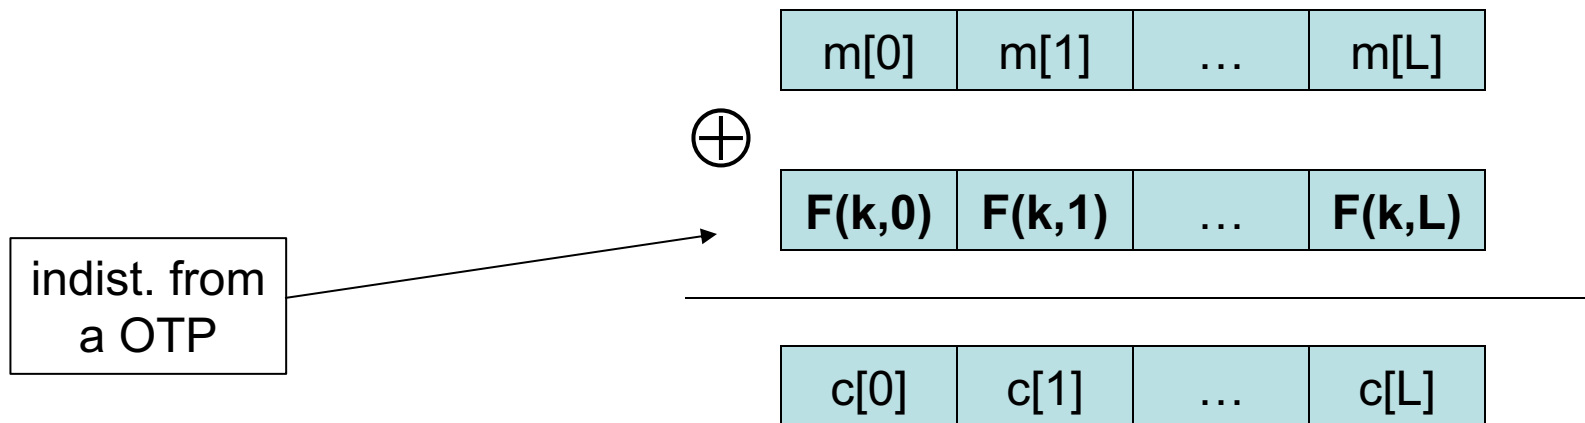 m[0] m[1] … m[L]
⊕
F(k,0) F(k,1) … F(k,L)
indist. from
a OTP
c[0] c[1] … c[L]